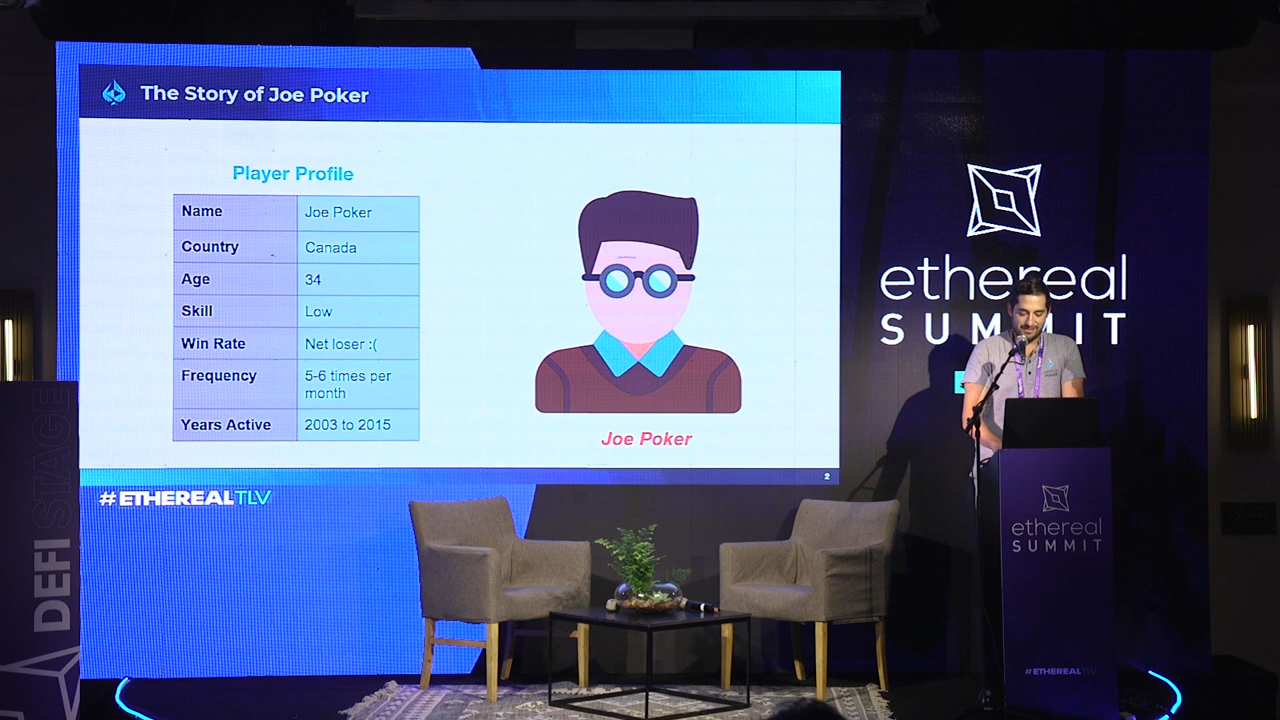 The Story of Joe Poker
Player Profile
Name Joe Poker
Country Canada
Age 34
Skill Low
Win Rate Net loser :(
Frequency 5-6 times per
month
Years Active 2003 to 2015
Joe Poker
2
#ETHEREALTLV
ethereal
SUMMIT
DEFI STAGE
ethereal
SUMMIT
#ETHEREALTLV